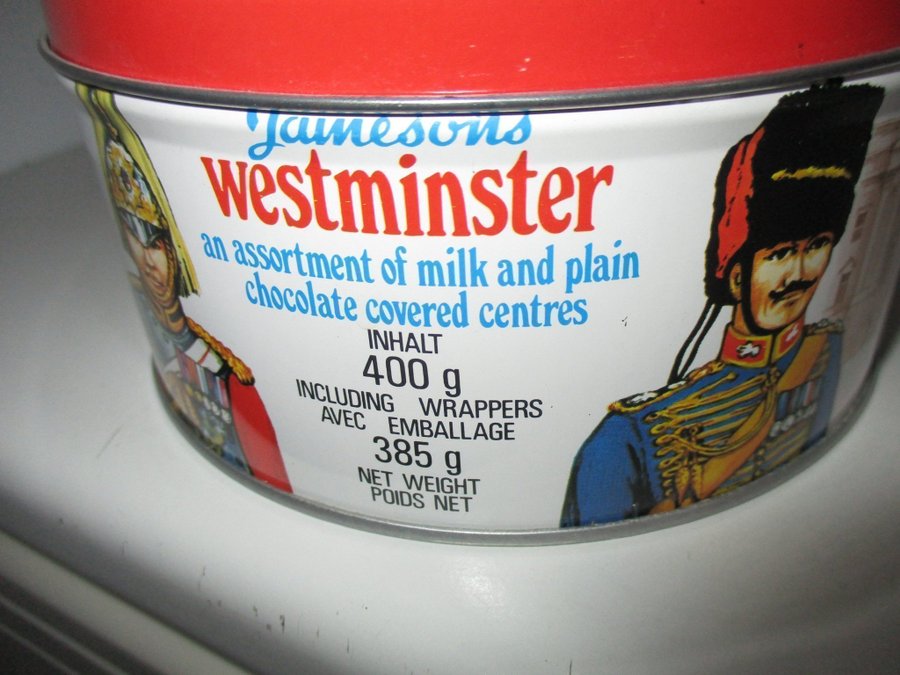 Jamesons
westminster
an assortment of milk and plain
chocolate covered centres
INHALT
400 g
INCLUDING WRAPPERS
AVEC EMBALLAGE
385 g
NET WEIGHT
POIDS NET